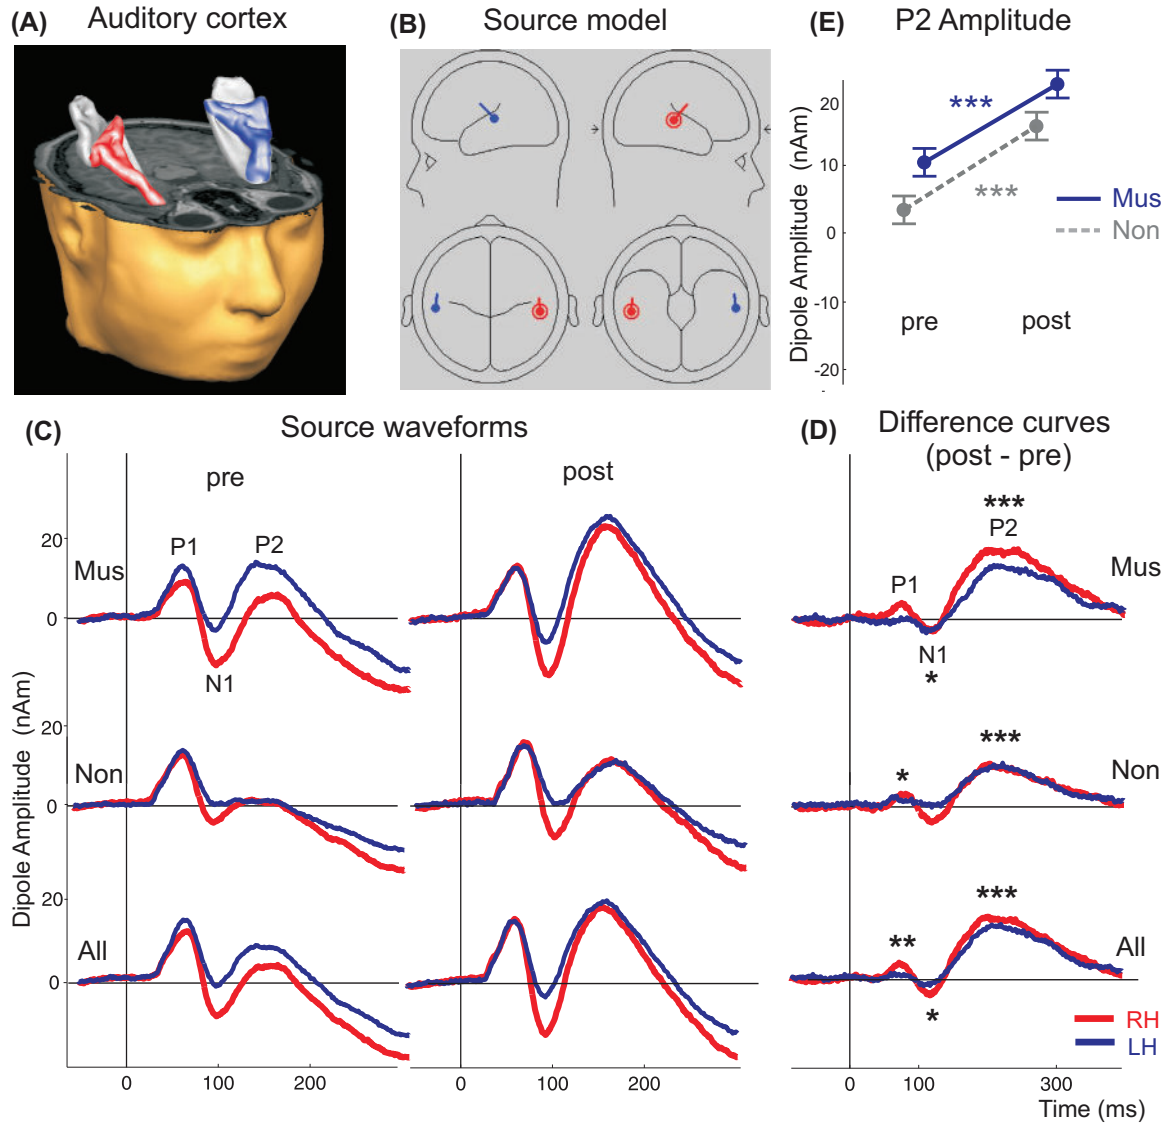 (A) Auditory cortex
(B) Source model
(E) P2 Amplitude
Dipole Amplitude (nAm)
20
10
0
-10
-20
***
***
Mus
Non
pre
post
(C) Source waveforms
pre
post
Dipole Amplitude (nAm)
20
0
Mus
P1
P2
N1
20
0
Non
20
0
All
0
100
200
0
100
200
(D) Difference curves
(post - pre)
***
P2
P1
N1
*
Mus
***
*
Non
***
**
*
All
RH
LH
0
100
300
Time (ms)